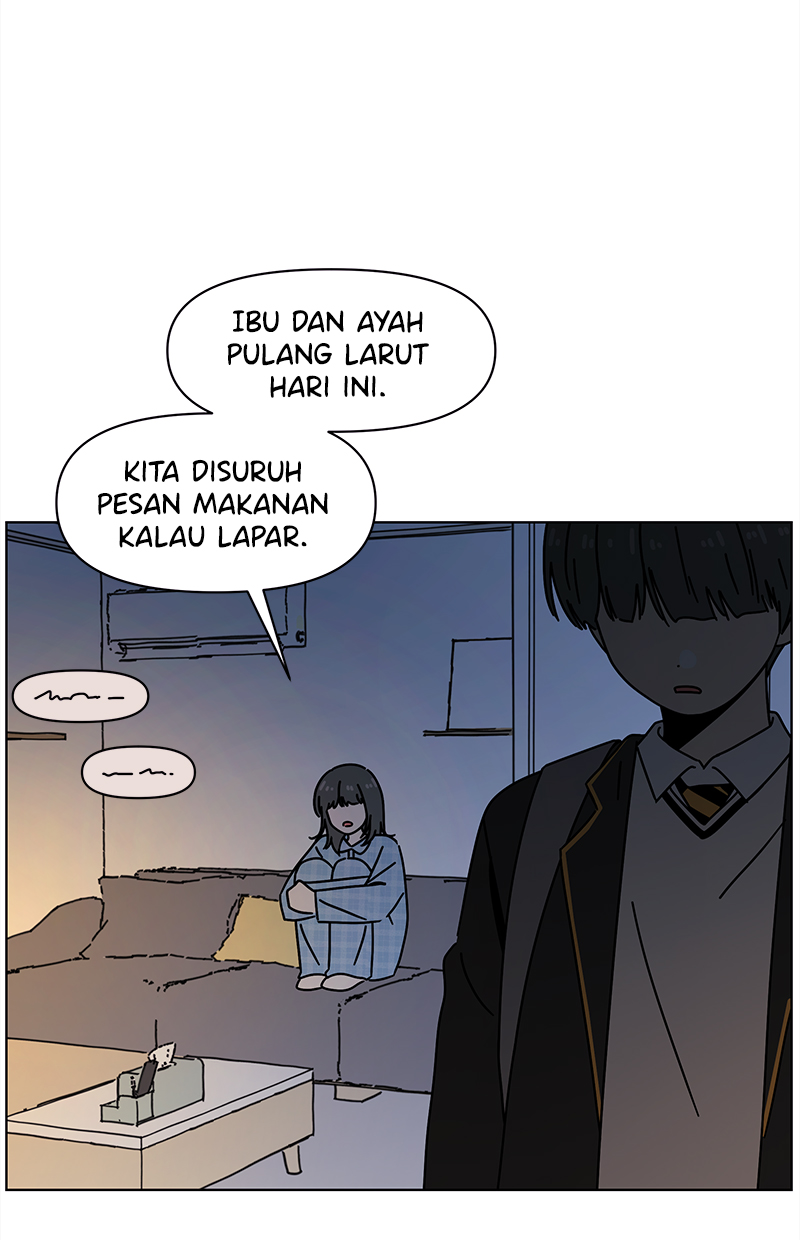 IBU DAN AYAH
PULANG LARUT
HARI INI.
KITA DISURUH
PESAN MAKANAN
KALAU LAPAR.